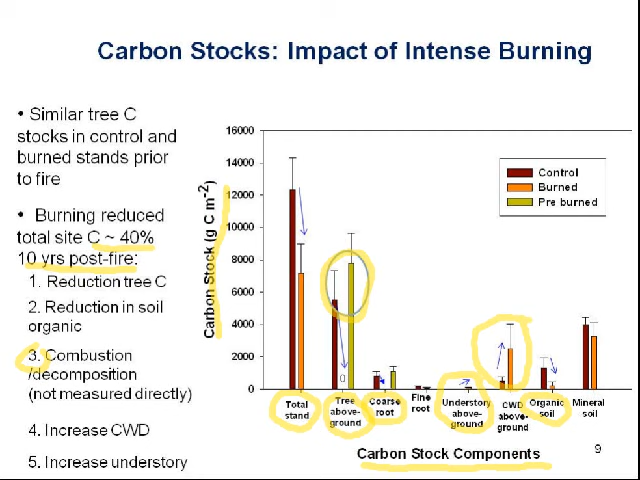 Carbon Stocks: Impact of Intense Burning
• Similar tree C
stocks in control and
burned stands prior
to fire
• Burning reduced
total site C ~ 40%
10 yrs post-fire:
1. Reduction tree C
2. Reduction in soil
organic
3. Combustion
/decomposition
(not measured directly)
4. Increase CWD
5. Increase understory
Carbon Stock (g C m-2)
16000
14000
12000
10000
8000
6000
4000
2000
0
Control
Burned
Pre burned
0
Total
stand
Tree
above-
ground
Coarse
root
Fine
root
Understory
above-
ground
CWD
above-
ground
Organic
soil
Mineral
soil
Carbon Stock Components
9